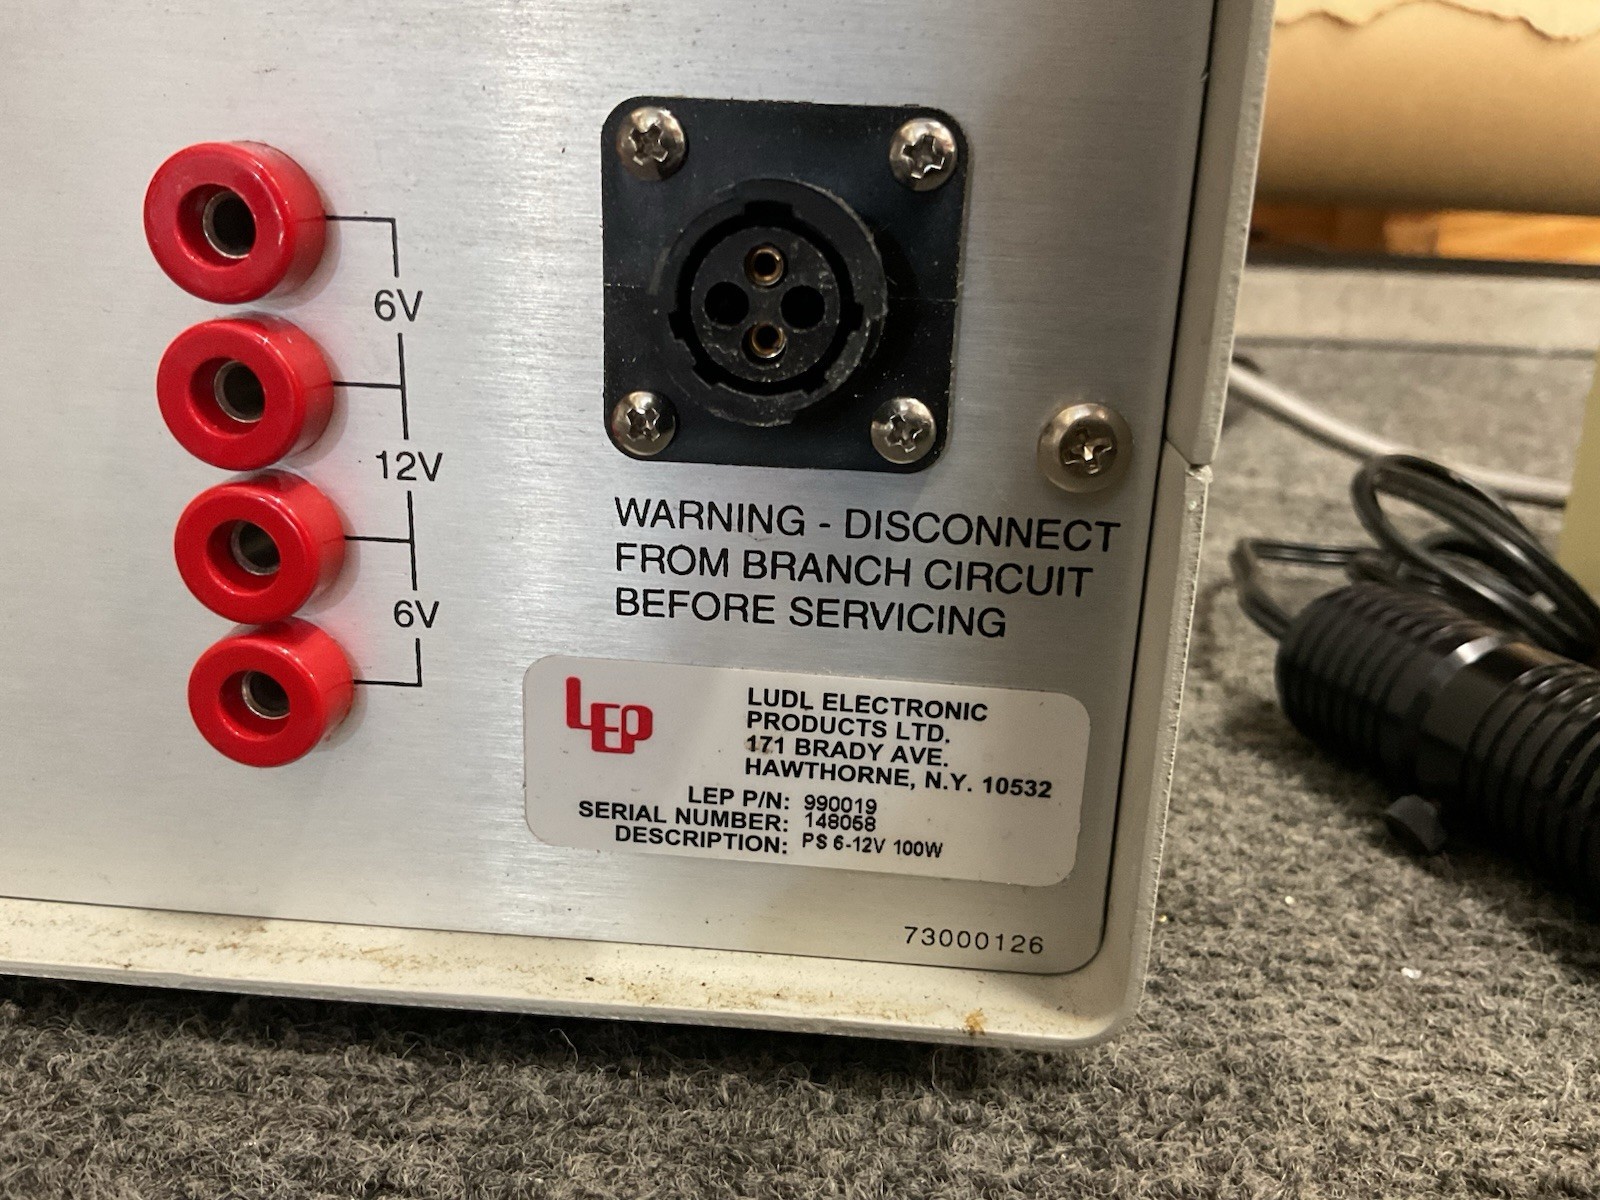 6V
12V
6V
WARNING - DISCONNECT
FROM BRANCH CIRCUIT
BEFORE SERVICING
LEP
LUDL ELECTRONIC
PRODUCTS LTD.
171 BRADY AVE.
HAWTHORNE, N.Y. 10532
LEP P/N: 990019
SERIAL NUMBER: 148058
DESCRIPTION: PS 6-12V 100W
73000126